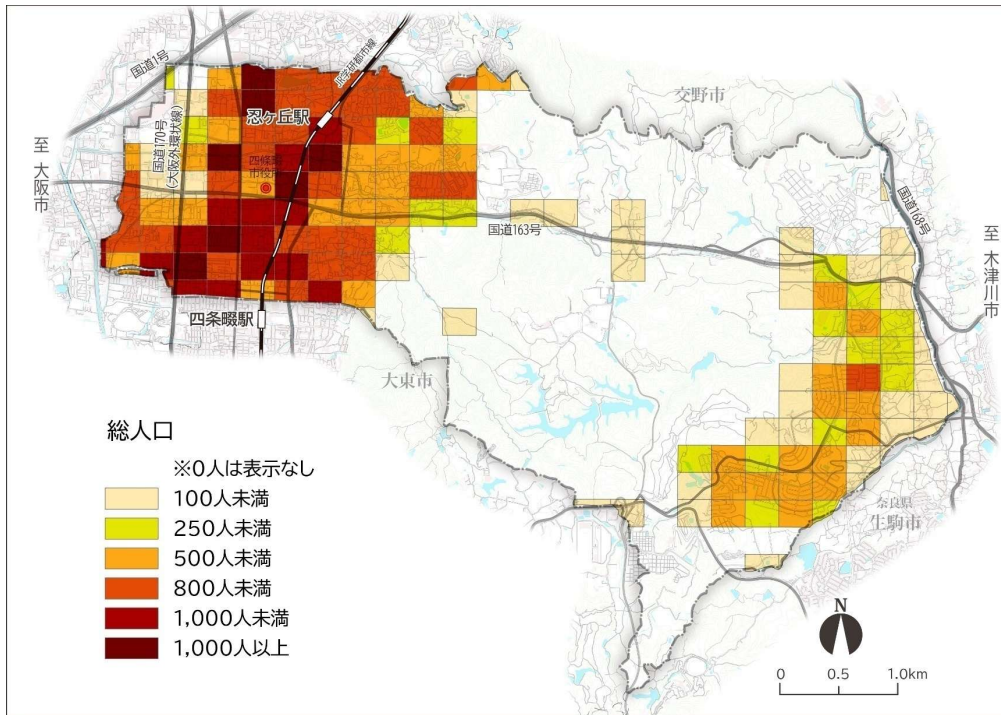 国道1号
JR学研都市線
交野市
忍ヶ丘駅
国道170号
(大阪外環状線)
至 大阪市
四條畷
市役所
国道163号
国道168号
至 木津川市
四条畷駅
大東市
総人口
※0人は表示なし
100人未満
250人未満
500人未満
800人未満
1,000人未満
1,000人以上
奈良県
生駒市
N
0 0.5 1.0km